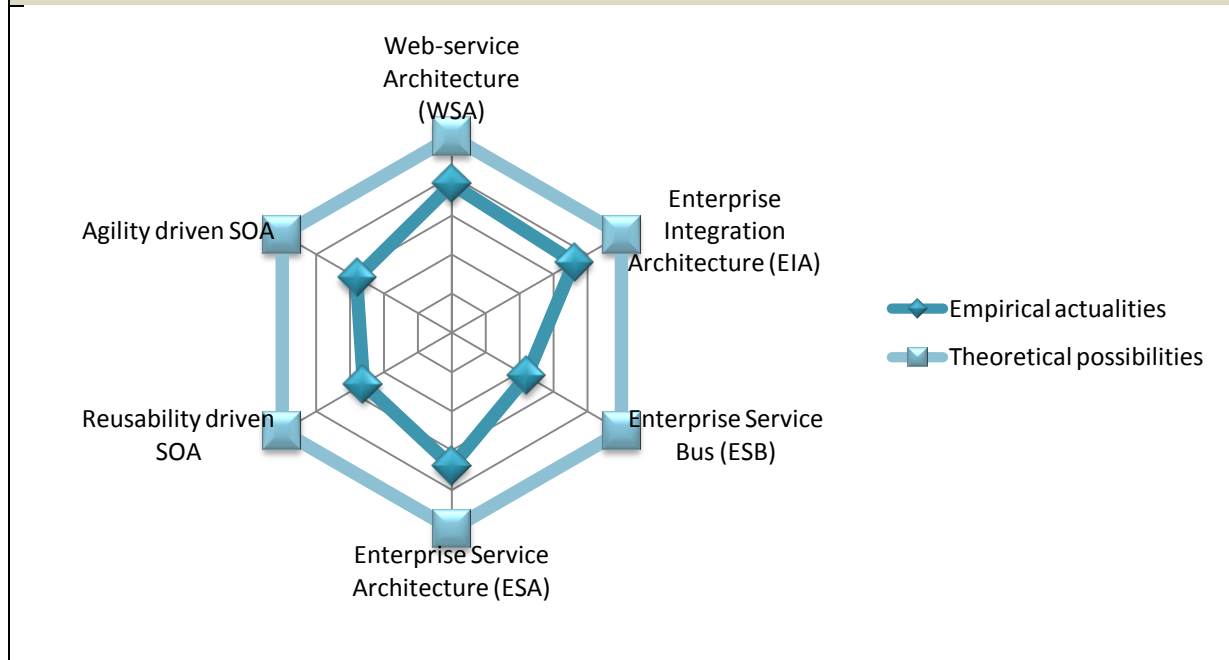 Web-service
Architecture
(WSA)
Enterprise
Integration
Architecture (EIA)
Enterprise Service
Bus (ESB)
Enterprise Service
Architecture (ESA)
Reusability driven
SOA
Agility driven SOA
Empirical actualities
Theoretical possibilities